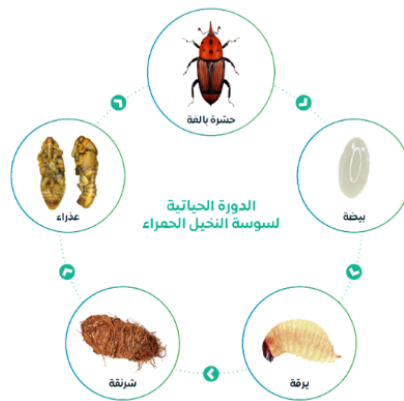 حشرة بالغة
بيضة
عذراء
الدورة الحياتية
لسوسة النخيل الحمراء
يرقة
شرنقة